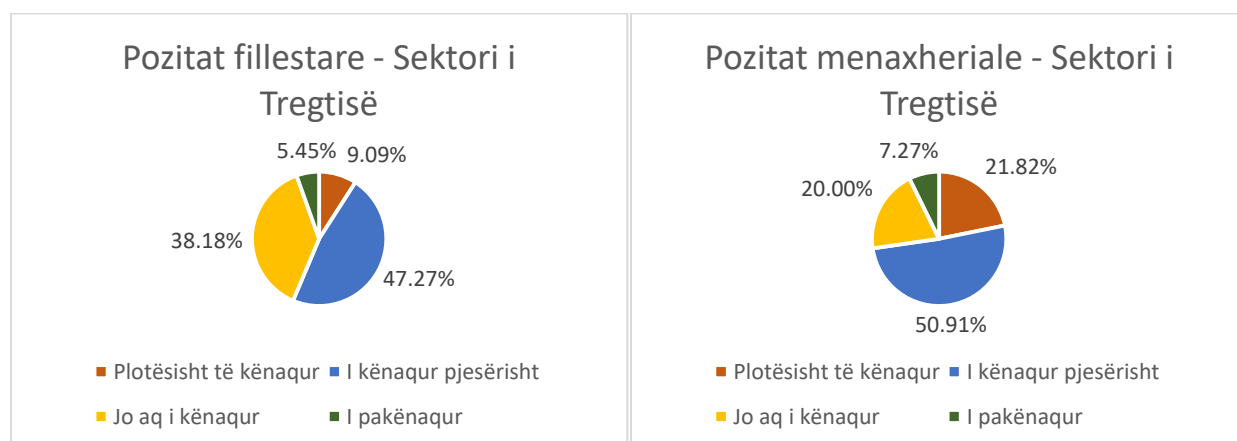 Pozitat fillestare - Sektori i
Tregtisë
5.45%
9.09%
38.18%
47.27%
Plotësisht të kënaqur
I kënaqur pjesërisht
Jo aq i kënaqur
I pakënaqur
Pozitat menaxheriale - Sektori i
Tregtisë
7.27%
21.82%
20.00%
50.91%
Plotësisht të kënaqur
I kënaqur pjesërisht
Jo aq i kënaqur
I pakënaqur